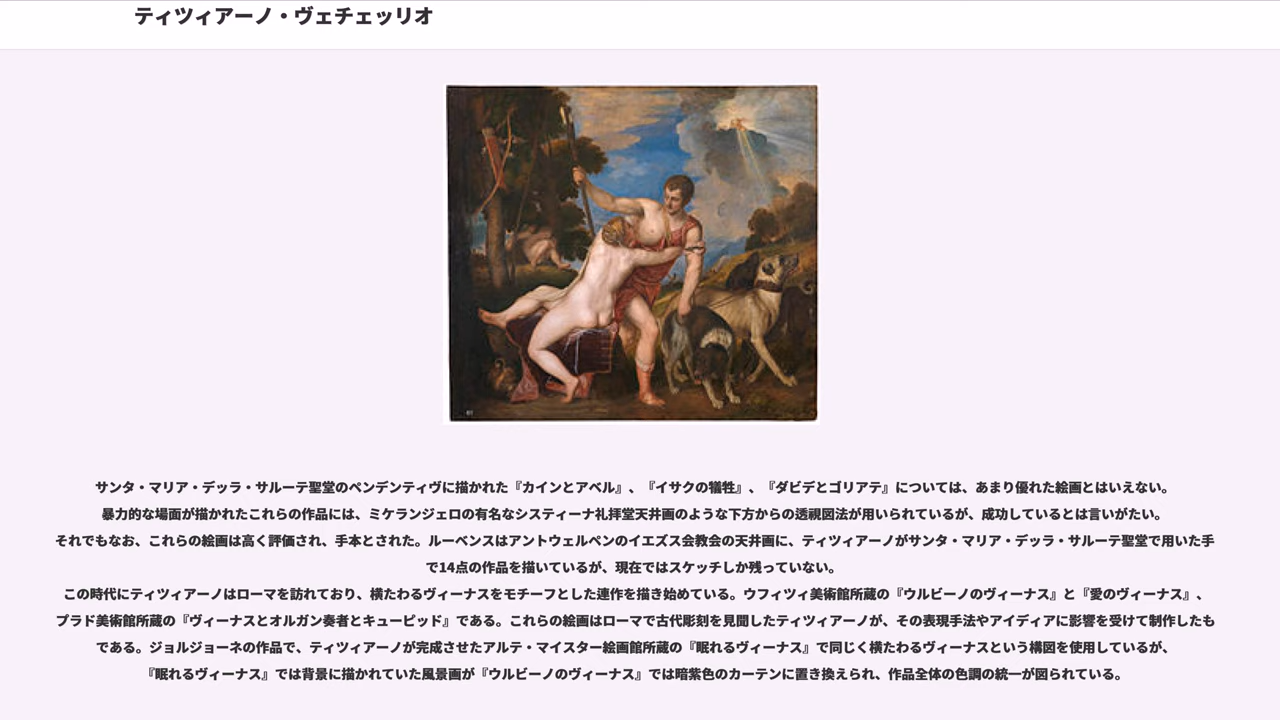 ティツィアーノ・ヴェチェッリオ
サンタ・マリア・デッラ・サルーテ聖堂のペンデンティヴに描かれた『カインとアベル』、『イサクの犠牲』、『ダビデとゴリアテ』については、あまり優れた絵画とはいえない。
暴力的な場面が描かれたこれらの作品には、ミケランジェロの有名なシスティーナ礼拝堂天井画のような下方からの透視図法が用いられているが、成功しているとは言いがたい。
それでもなお、これらの絵画は高く評価され、手本とされた。ルーベンスはアントウェルペンのイエズス会教会の天井画に、ティツィアーノがサンタ・マリア・デッラ・サルーテ聖堂で用いた手
で14点の作品を描いているが、現在ではスケッチしか残っていない。
この時代にティツィアーノはローマを訪れており、横たわるヴィーナスをモチーフとした連作を描き始めている。ウフィツィ美術館所蔵の『ウルビーノのヴィーナス』と『愛のヴィーナス』、
プラド美術館所蔵の『ヴィーナスとオルガン奏者とキューピッド』である。これらの絵画はローマで古代彫刻を見聞したティツィアーノが、その表現手法やアイディアに影響を受けて制作したも
である。ジョルジョーネの作品で、ティツィアーノが完成させたアルテ・マイスター絵画館所蔵の『眠れるヴィーナス』で同じく横たわるヴィーナスという構図を使用しているが、
『眠れるヴィーナス』では背景に描かれていた風景画が『ウルビーノのヴィーナス』では暗紫色のカーテンに置き換えられ、作品全体の色調の統一が図られている。